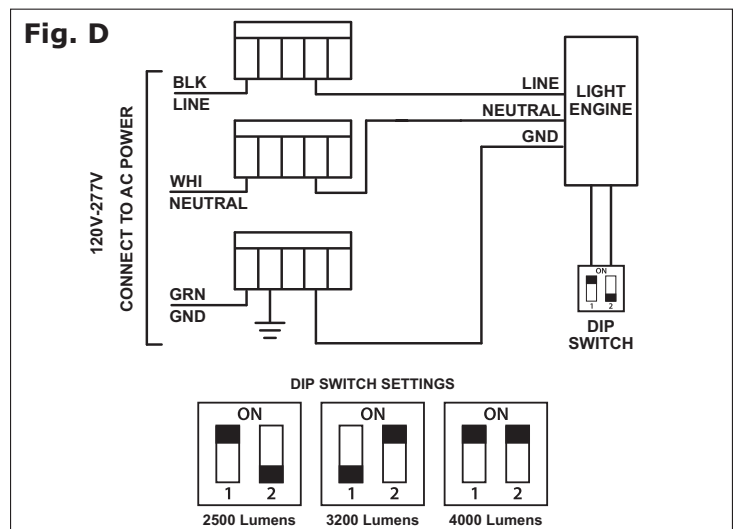 Fig. D
BLK
LINE
WHI
NEUTRAL
GRN
GND
120V-277V
CONNECT TO AC POWER
LINE
NEUTRAL
GND
LIGHT
ENGINE
ON
1 2
DIP
SWITCH
DIP SWITCH SETTINGS
ON
1 2
2500 Lumens
ON
1 2
3200 Lumens
ON
1 2
4000 Lumens